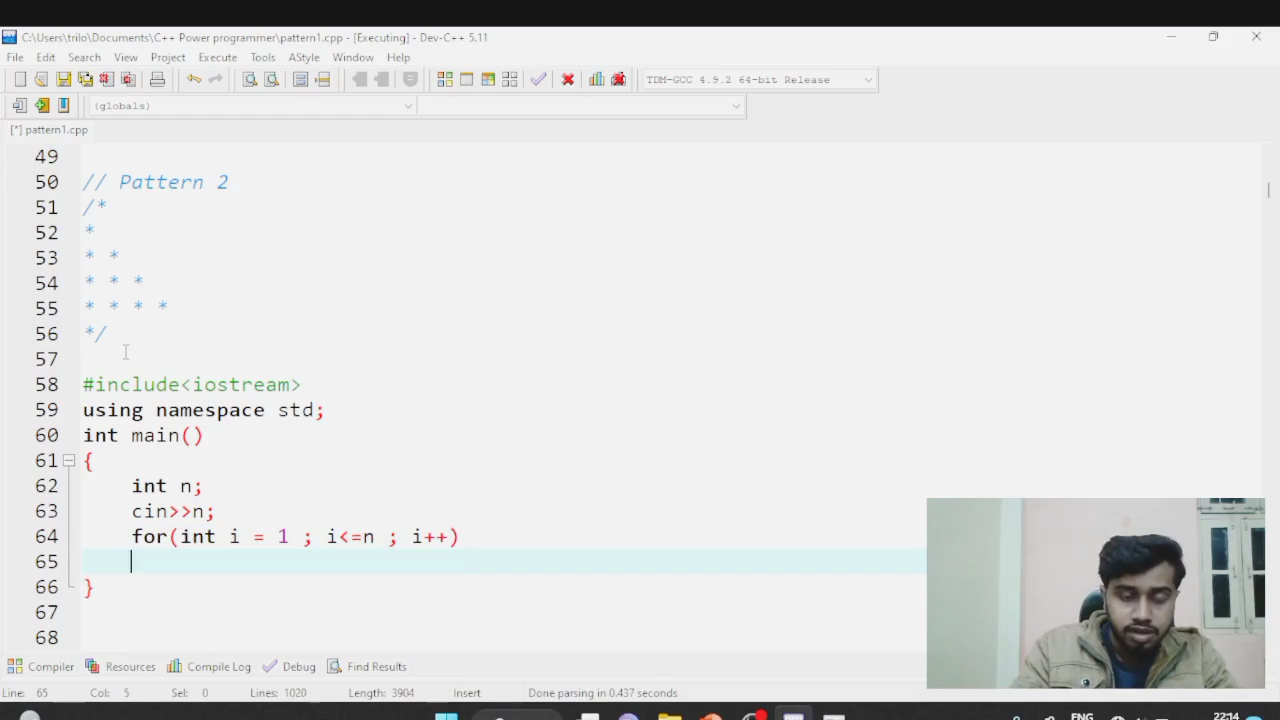 C:\Users\trilo\Documents\C++ Power programmer\pattern1.cpp - [Executing] - Dev-C++ 5.11
File Edit Search View Project Execute Tools AStyle Window Help
TDM-GCC 4.9.2 64-bit Release
(globals)
[*] pattern1.cpp
49
50 // Pattern 2
51 /*
52 *
53 * *
54 * * *
55 * * * *
56 */
57
58 #include<iostream>
59 using namespace std;
60 int main()
61 {
62 int n;
63 cin>>n;
64 for(int i = 1 ; i<=n ; i++)
65
66 }
67
68
Compiler Resources Compile Log Debug Find Results
Line: 65 Col: 5 Sel: 0 Lines: 1020 Length: 3904 Insert Done parsing in 0.437 seconds
ENG 22:14